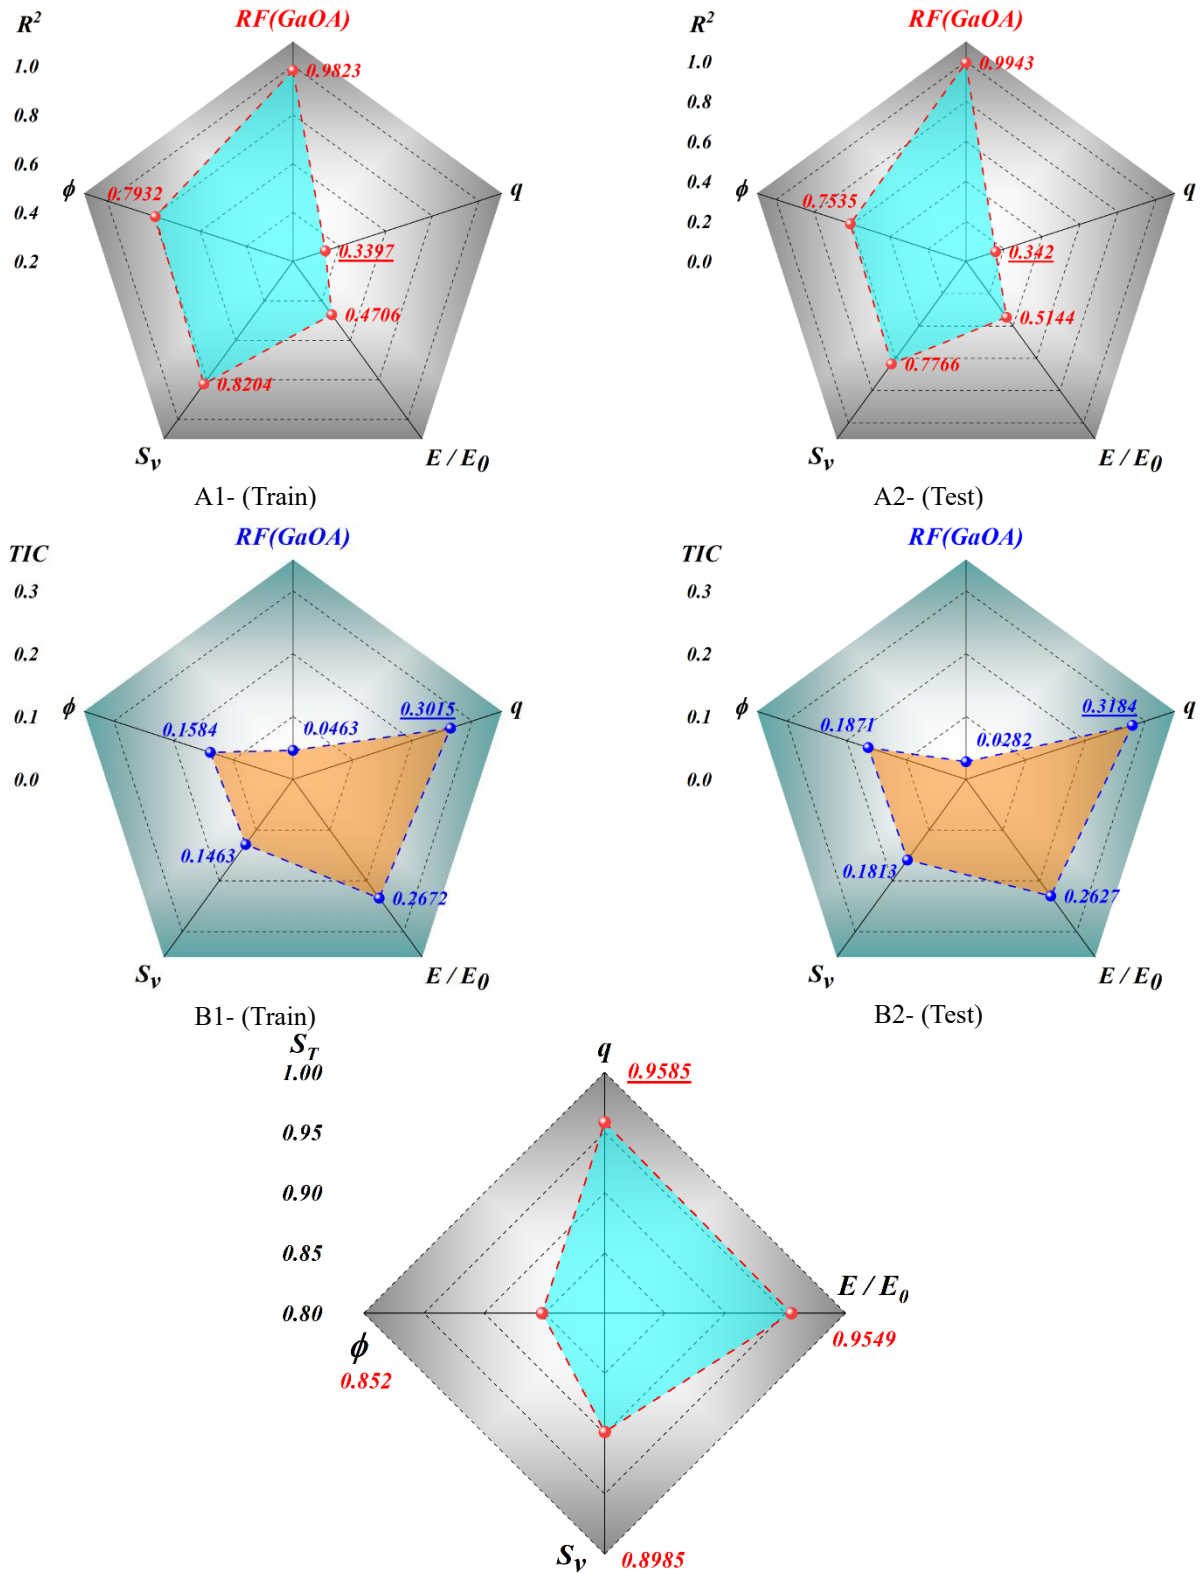 R² RF(GaOA)
1.0
0.8
0.6
0.4
0.2
0.9823
q
0.3397
E / E0
0.4706
Sv
0.8204
ϕ
0.7932
A1- (Train)
R² RF(GaOA)
1.0
0.8
0.6
0.4
0.2
0.0
0.9943
q
0.342
E / E0
0.5144
Sv
0.7766
ϕ
0.7535
A2- (Test)
TIC RF(GaOA)
0.3
0.2
0.1
0.0
0.0463
q
0.3015
E / E0
0.2672
Sv
0.1463
ϕ
0.1584
B1- (Train)
TIC RF(GaOA)
0.3
0.2
0.1
0.0
0.0282
q
0.3184
E / E0
0.2627
Sv
0.1813
ϕ
0.1871
B2- (Test)
ST
1.00
0.95
0.90
0.85
0.80
q
0.9585
E / E0
0.9549
Sv
0.8985
ϕ
0.852